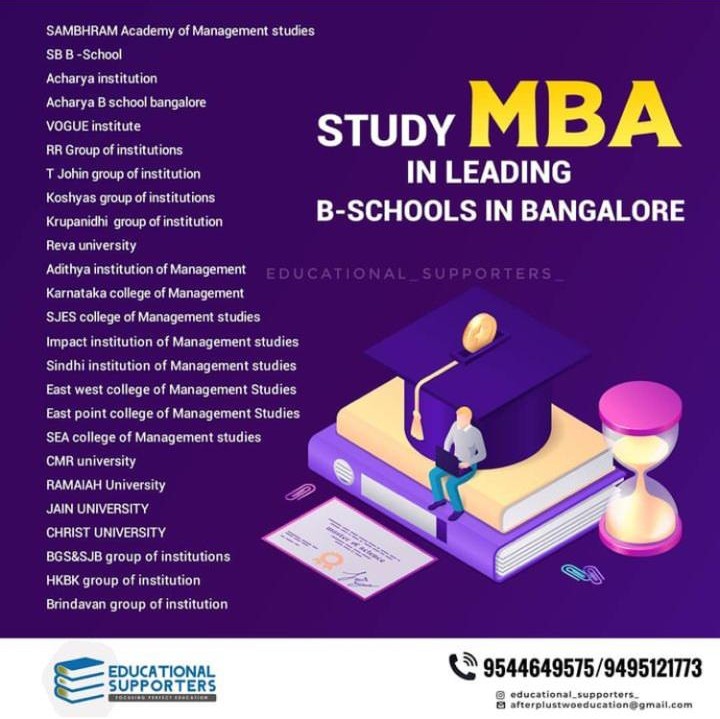 SAMBHRAM Academy of Management studies
SB B -School
Acharya institution
Acharya B school bangalore
VOGUE institute
RR Group of institutions
T Johin group of institution
Koshyas group of institutions
Krupanidhi group of institution
Reva university
Adithya institution of Management
Karnataka college of Management
SJES college of Management studies
Impact institution of Management studies
Sindhi institution of Management studies
East west college of Management Studies
East point college of Management Studies
SEA college of Management studies
CMR university
RAMAIAH University
JAIN UNIVERSITY
CHRIST UNIVERSITY
BGS&SJB group of institutions
HKBK group of institution
Brindavan group of institution
STUDY MBA
IN LEADING
B-SCHOOLS IN BANGALORE
EDUCATIONAL_SUPPORTERS_
EDUCATIONAL
SUPPORTERS
FOCUSING PERFECT EDUCATION
9544649575/9495121773
educational_supporters_
afterplustwoeducation@gmail.com